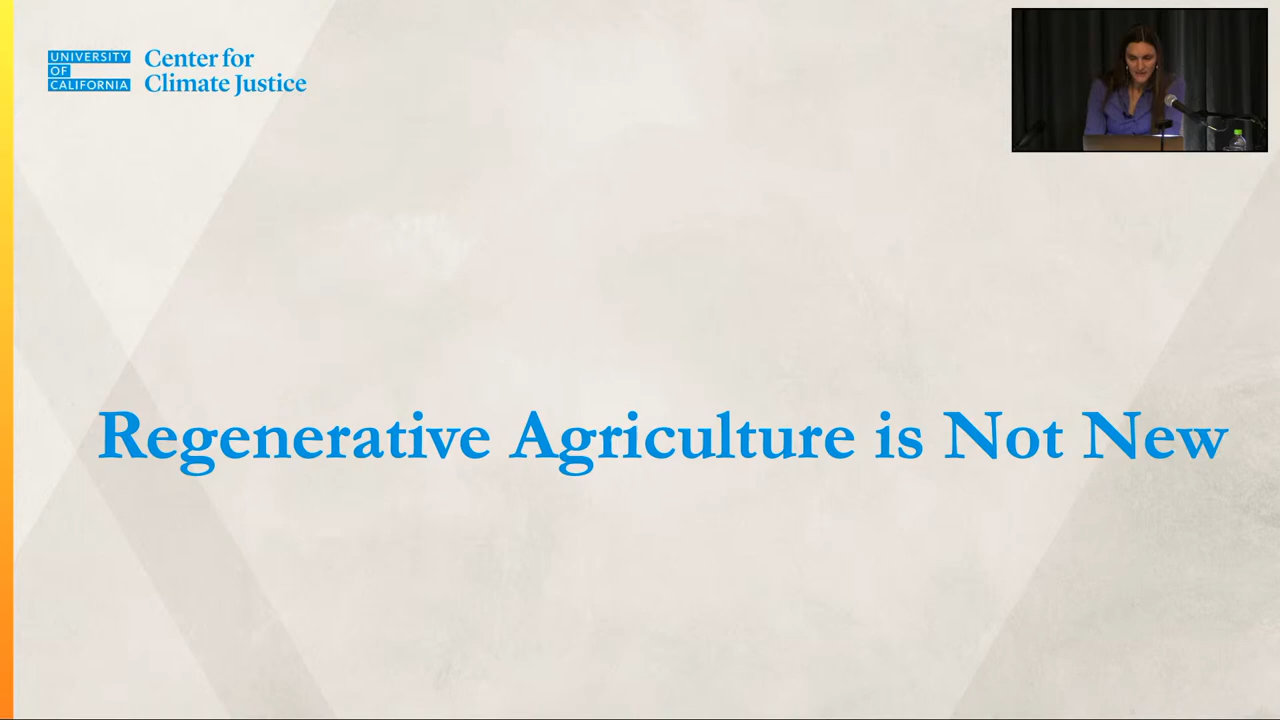 UNIVERSITY
OF
CALIFORNIA
Center for
Climate Justice
Regenerative Agriculture is Not New